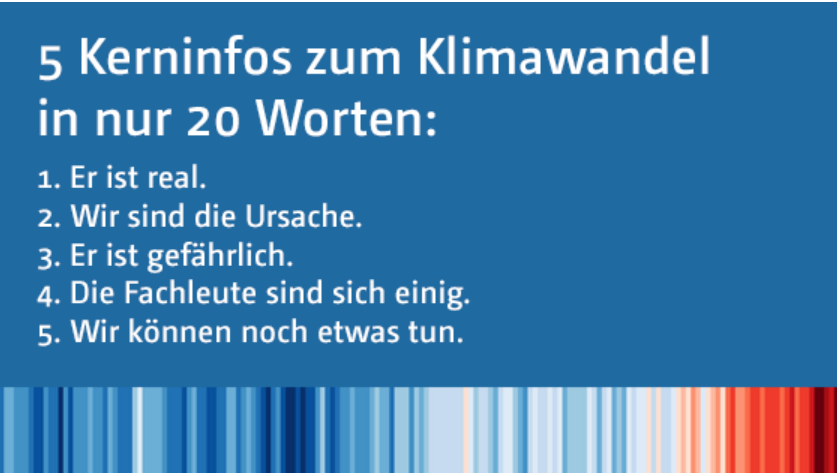 5 Kerninfos zum Klimawandel
in nur 20 Worten:
1. Er ist real.
2. Wir sind die Ursache.
3. Er ist gefährlich.
4. Die Fachleute sind sich einig.
5. Wir können noch etwas tun.